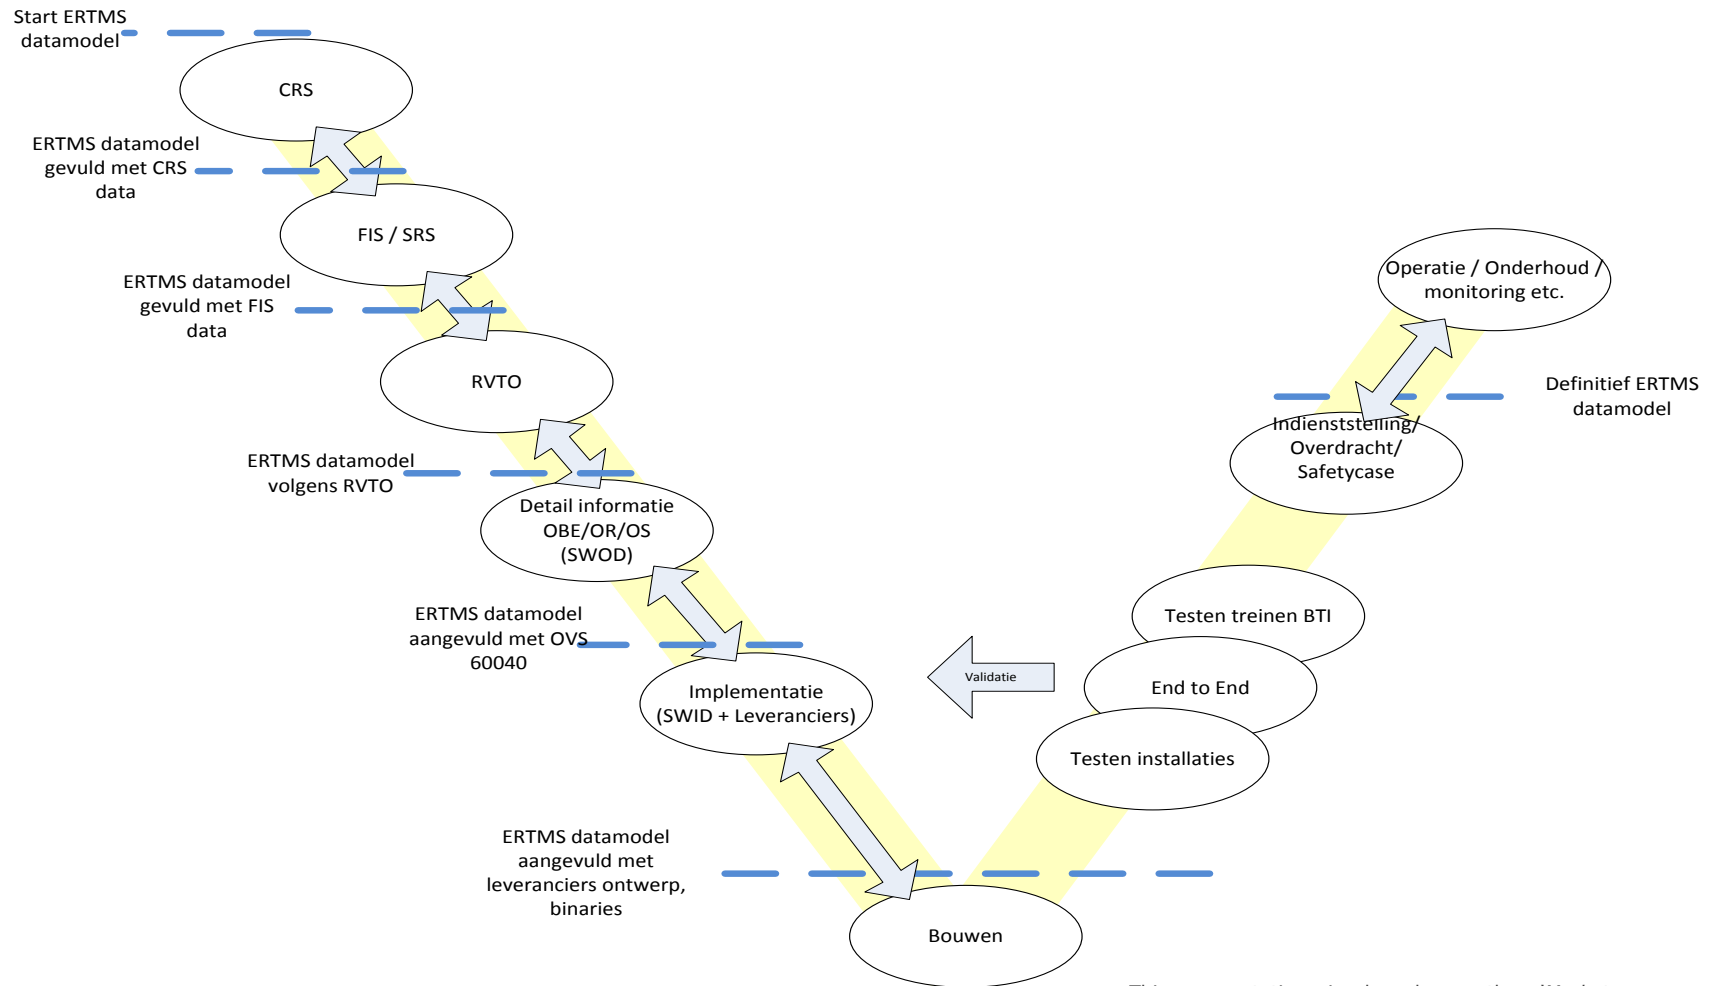 Start ERTMS
datamodel
CRS
ERTMS datamodel
gevuld met CRS
data
FIS / SRS
ERTMS datamodel
gevuld met FIS
data
RVTO
ERTMS datamodel
volgens RVTO
Detail informatie
OBE/OR/OS
(SWOD)
ERTMS datamodel
aangevuld met OVS
60040
Implementatie
(SWID + Leveranciers)
ERTMS datamodel
aangevuld met
leveranciers ontwerp,
binaries
Bouwen
Validatie
Operatie / Onderhoud /
monitoring etc.
Definitief ERTMS
datamodel
Indienststelling/
Overdracht/
Safetycase
Testen treinen BTI
End to End
Testen installaties